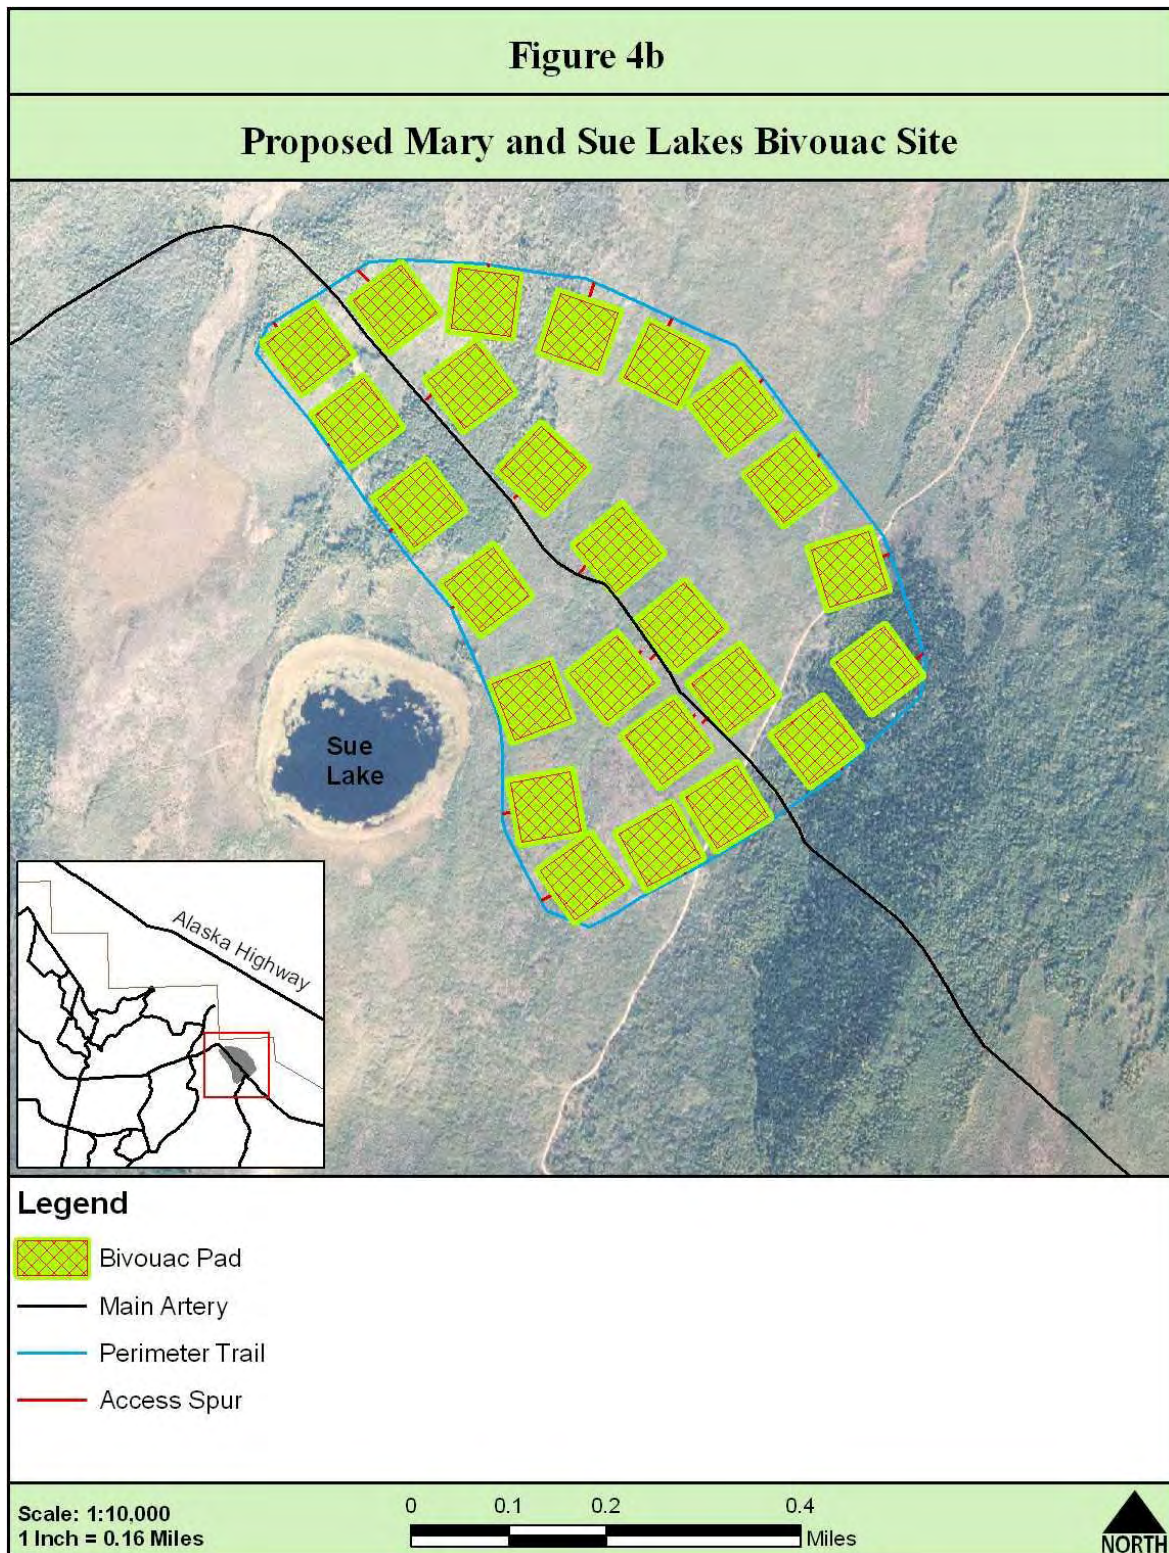 Figure 4b
Proposed Mary and Sue Lakes Bivouac Site
Sue
Lake
Alaska Highway
Legend
Bivouac Pad
Main Artery
Perimeter Trail
Access Spur
Scale: 1:10,000
1 Inch = 0.16 Miles
0 0.1 0.2 0.4
Miles
NORTH